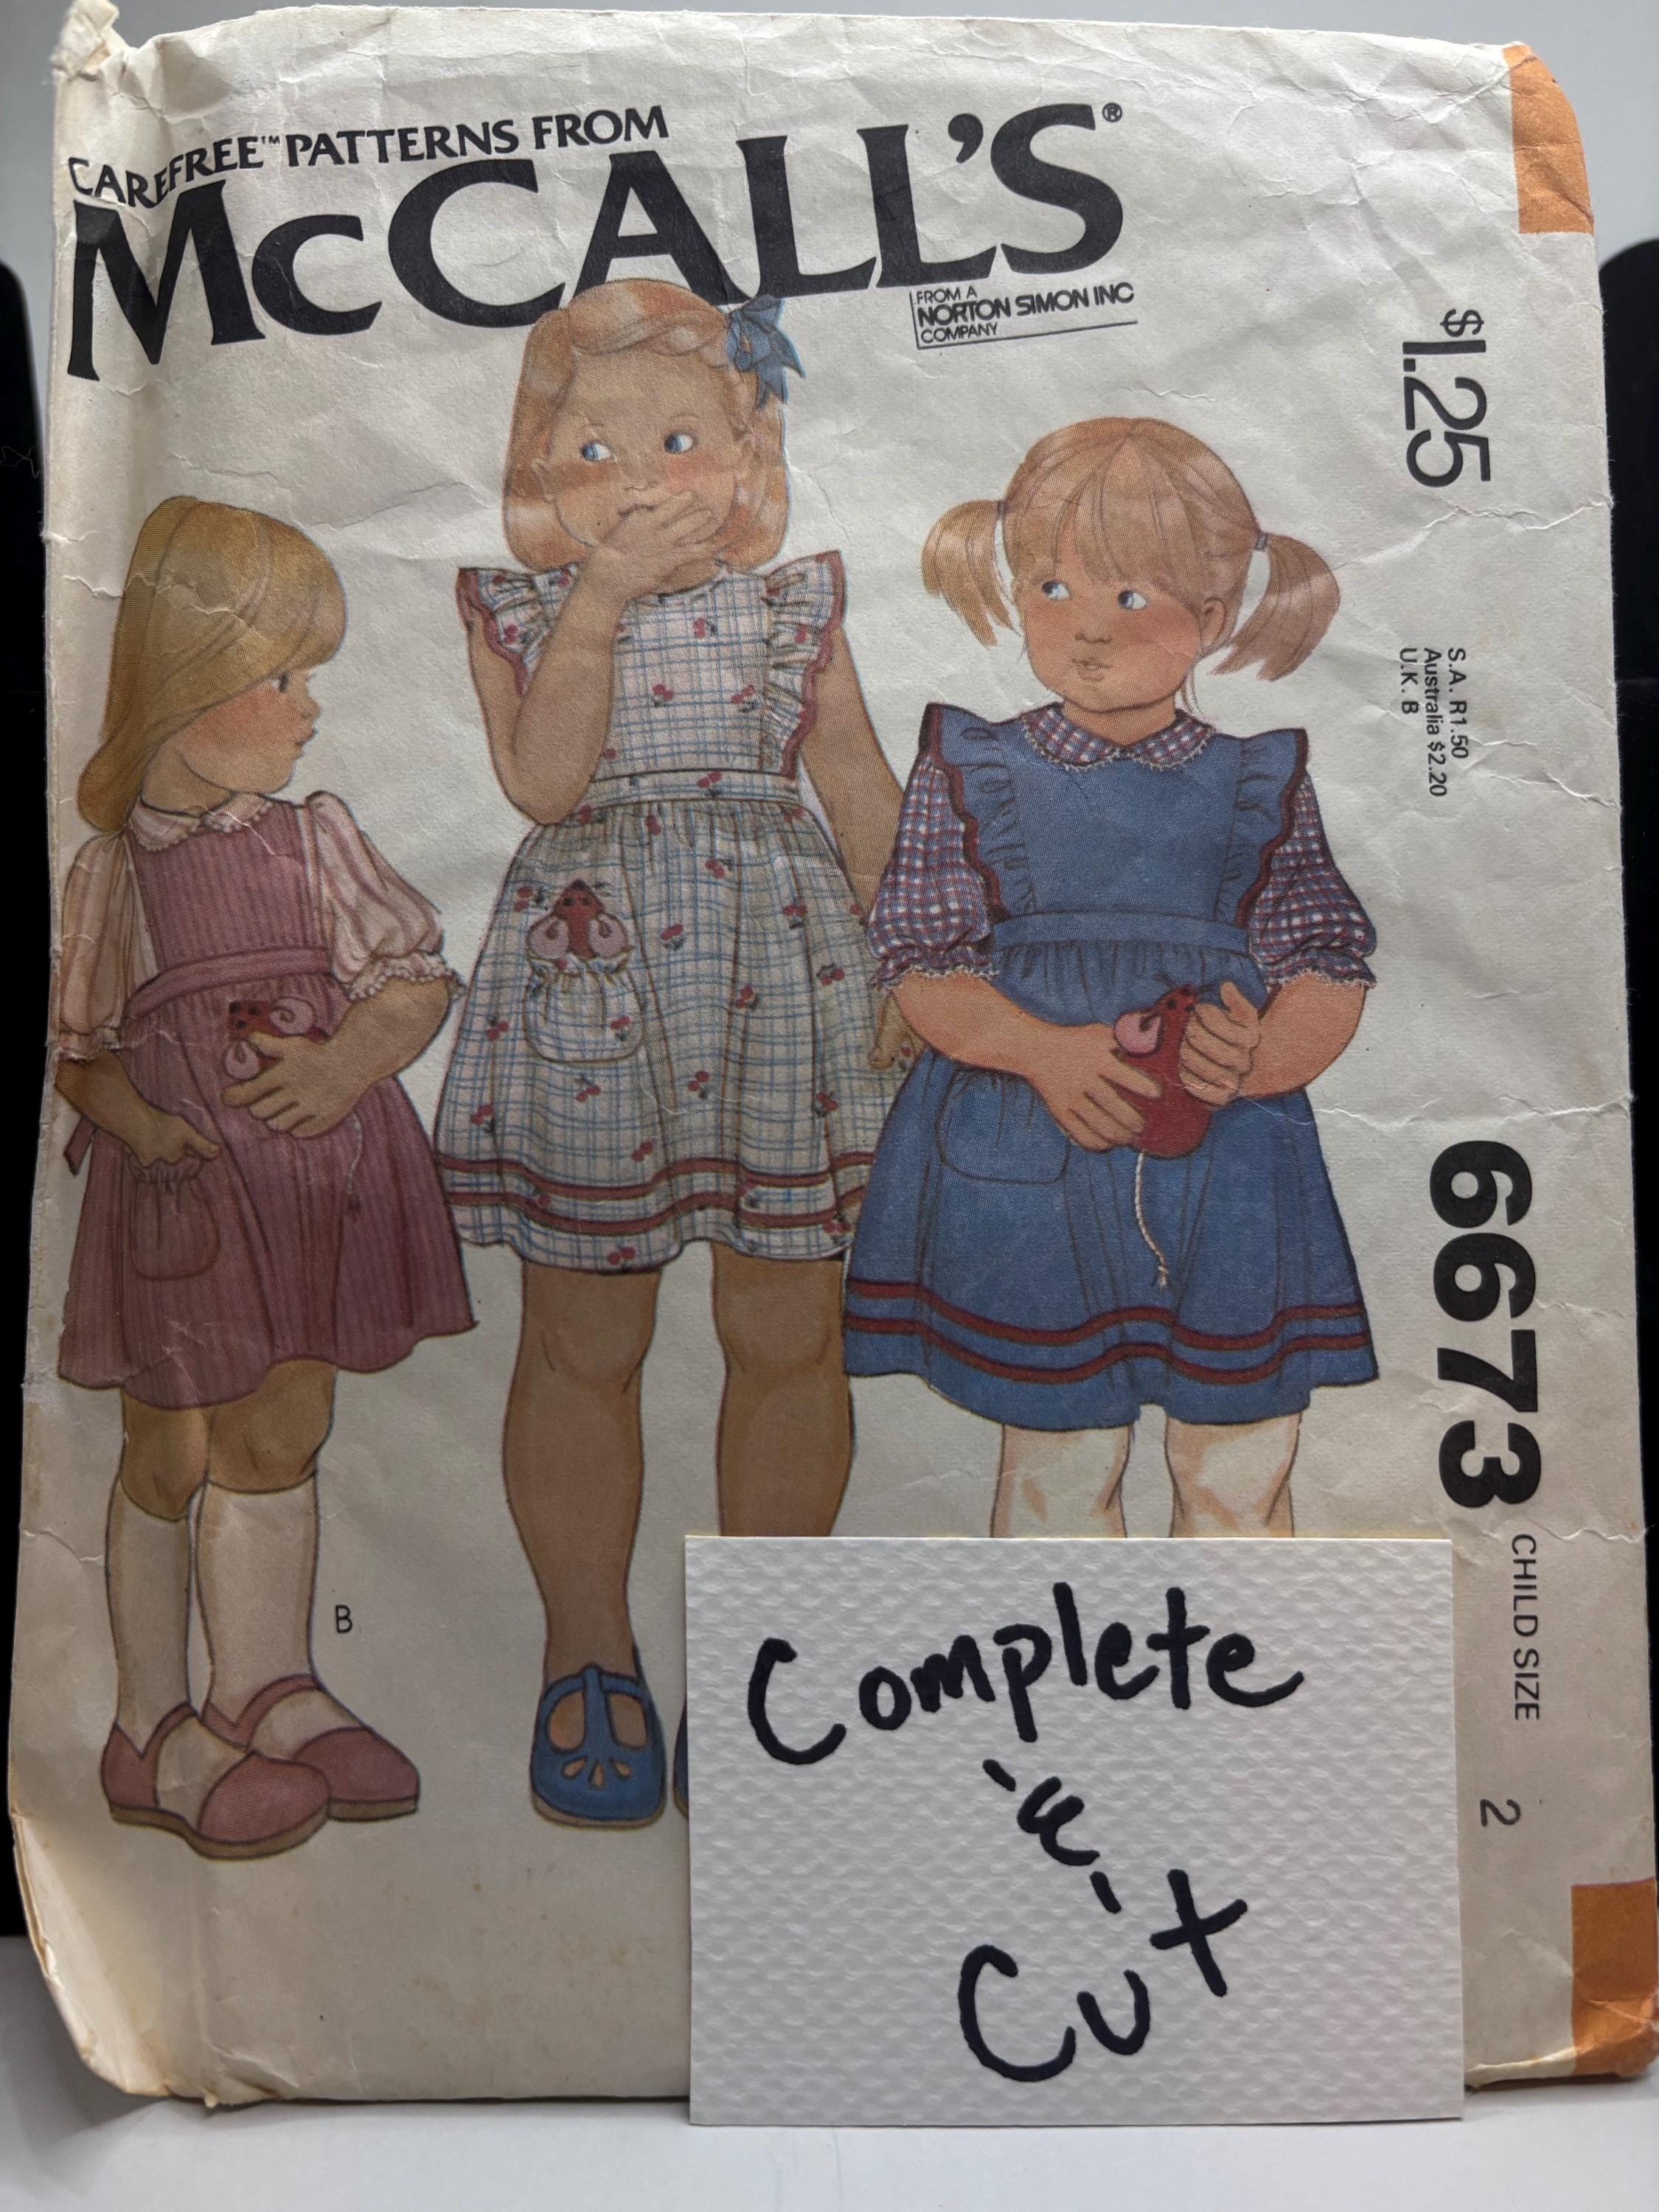 CAREFREE™ PATTERNS FROM
McCALL'S®
FROM A
NORTON SIMON INC
COMPANY
$1.25
S.A. R1.50
Australia $2.20
U.K. B
6673 CHILD SIZE 2
B
Complete
-&-
Cut